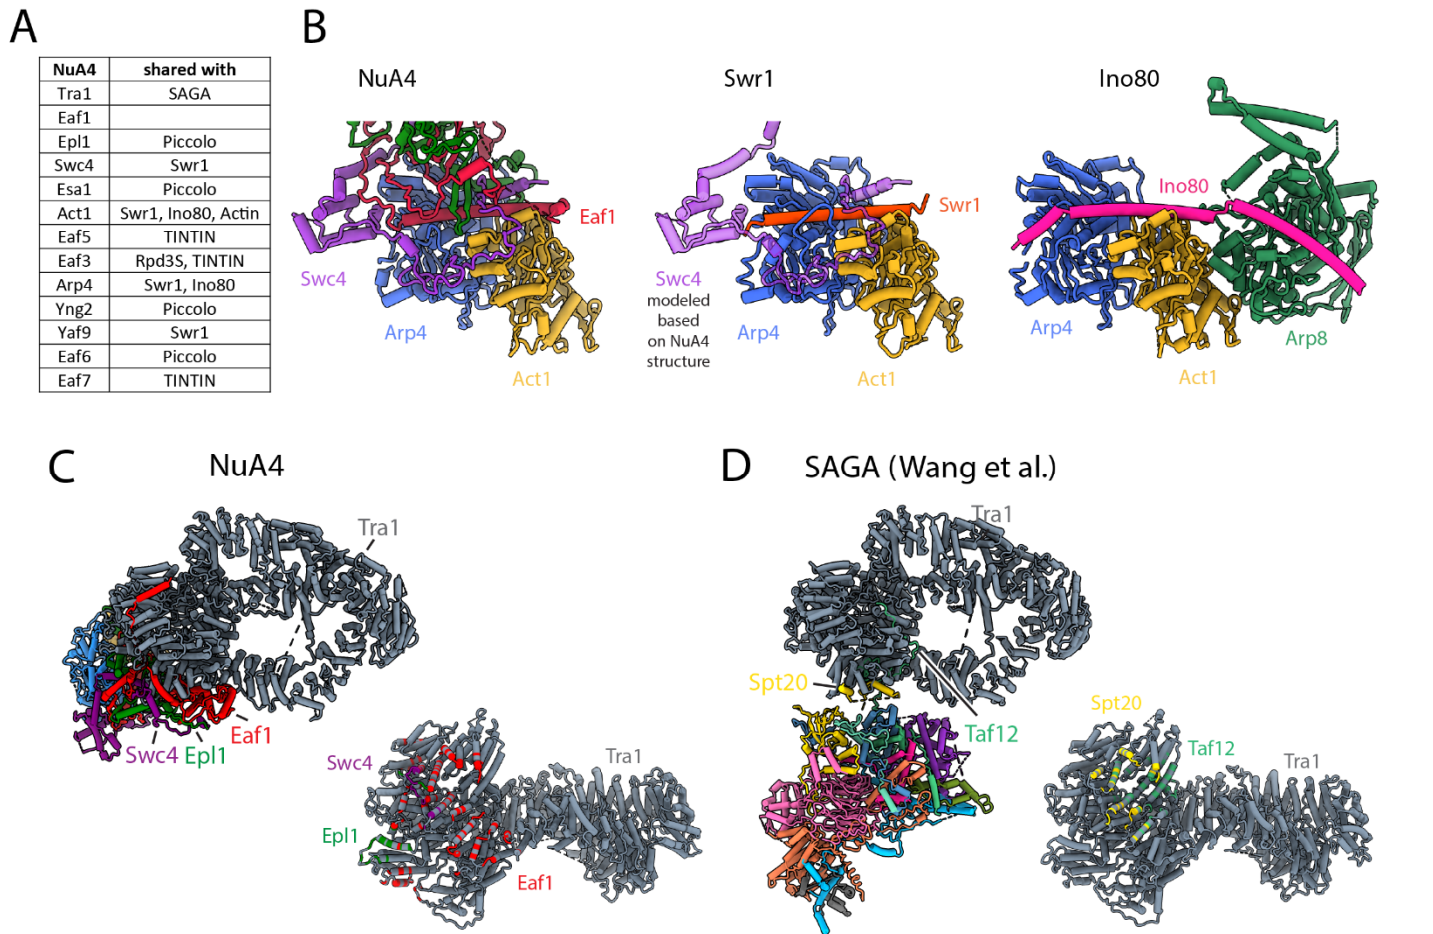 A
NuA4 shared with
Tra1 SAGA
Eaf1
Epl1 Piccolo
Swc4 Swr1
Esa1 Piccolo
Act1 Swr1, Ino80, Actin
Eaf5 TINTIN
Eaf3 Rpd3S, TINTIN
Arp4 Swr1, Ino80
Yng2 Piccolo
Yaf9 Swr1
Eaf6 Piccolo
Eaf7 TINTIN
B
NuA4
Eaf1
Swc4
Arp4
Act1
Swr1
Swr1
Swc4
modeled
based
on NuA4
structure
Arp4
Act1
Ino80
Ino80
Arp4
Arp8
Act1
C
NuA4
Tra1
Eaf1
Swc4 Epl1
Swc4
Tra1
Epl1
Eaf1
D
SAGA (Wang et al.)
Tra1
Spt20
Taf12
Spt20
Taf12
Tra1